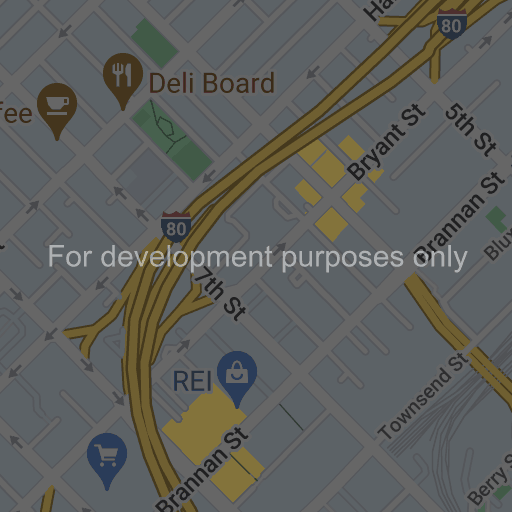 Ha
80
Deli Board
fee
5th St
Bryant St
Brannan St
80
For development purposes only
Blu
7th St
REI
Townsend St
Brannan St
Berry S